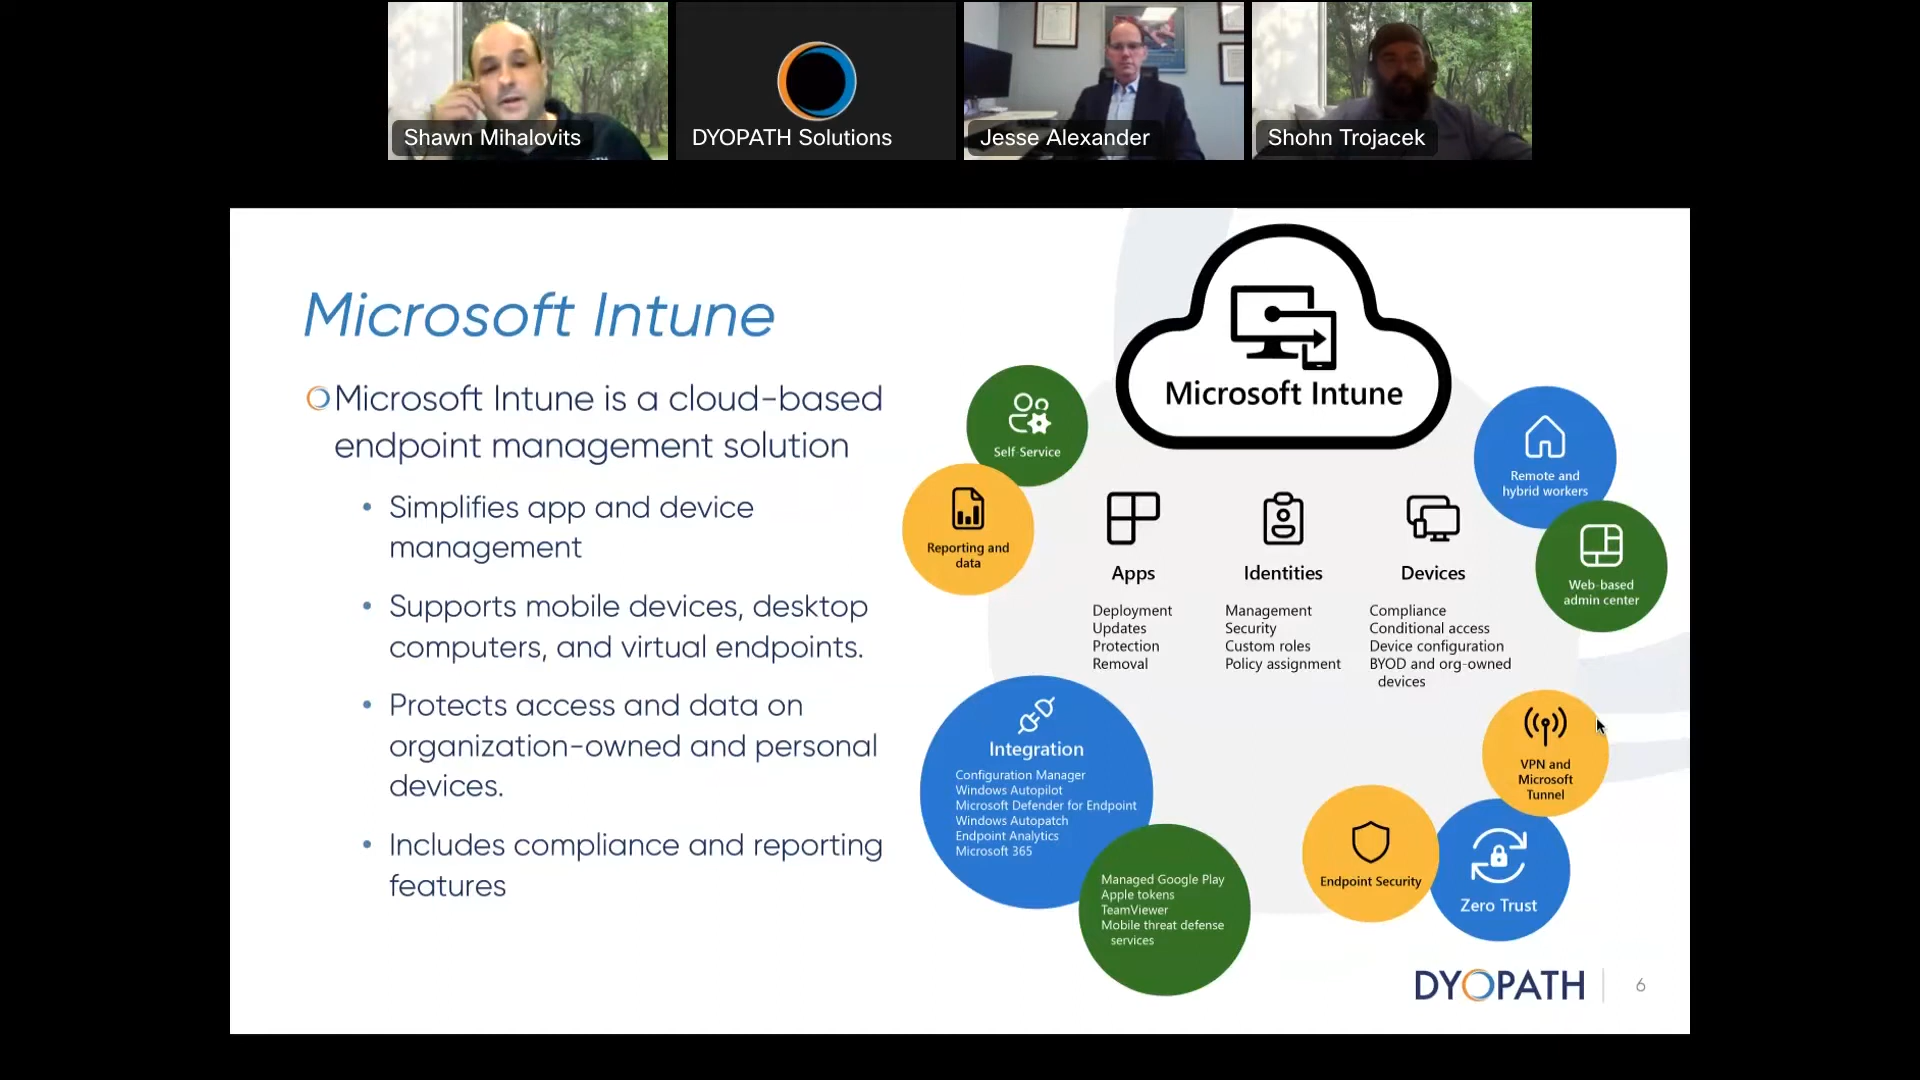 Shawn Mihalovits
DYOPATH Solutions
Jesse Alexander
Shohn Trojacek
Microsoft Intune
Microsoft Intune is a cloud-based
endpoint management solution
• Simplifies app and device
management
• Supports mobile devices, desktop
computers, and virtual endpoints.
• Protects access and data on
organization-owned and personal
devices.
• Includes compliance and reporting
features
Microsoft Intune
Self-Service
Reporting and
data
Remote and
hybrid workers
Web-based
admin center
Apps
Deployment
Updates
Protection
Removal
Identities
Management
Security
Custom roles
Policy assignment
Devices
Compliance
Conditional access
Device configuration
BYOD and org-owned
devices
Integration
Configuration Manager
Windows Autopilot
Microsoft Defender for Endpoint
Windows Autopatch
Endpoint Analytics
Microsoft 365
Managed Google Play
Apple tokens
TeamViewer
Mobile threat defense
services
VPN and
Microsoft
Tunnel
Endpoint Security
Zero Trust
DYOPATH
6